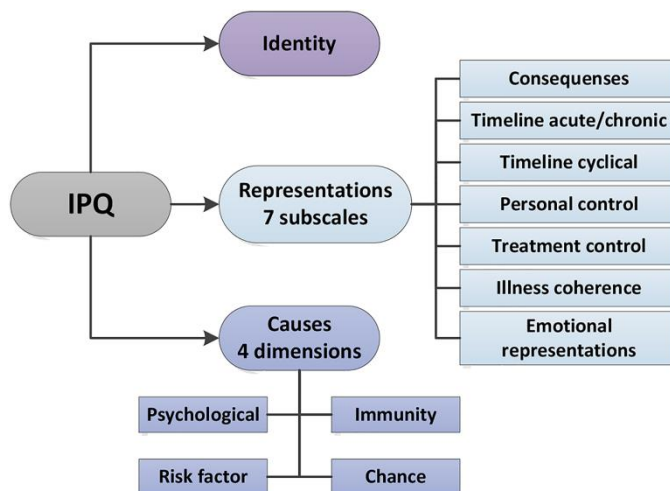 Identity
IPQ
Representations
7 subscales
Consequenses
Timeline acute/chronic
Timeline cyclical
Personal control
Treatment control
Illness coherence
Emotional
representations
Causes
4 dimensions
Psychological
Immunity
Risk factor
Chance